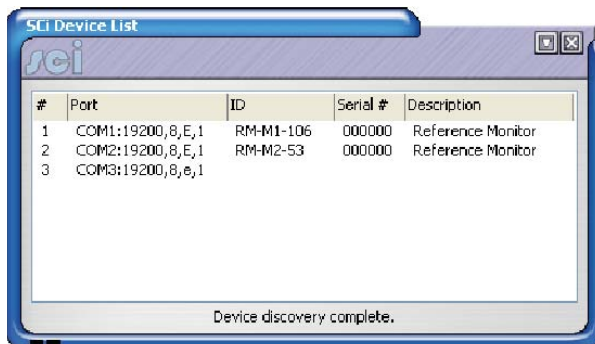 SCi Device List
sci
# Port ID Serial # Description
1 COM1:19200,8,E,1 RM-M1-106 000000 Reference Monitor
2 COM2:19200,8,E,1 RM-M2-53 000000 Reference Monitor
3 COM3:19200,8,e,1
Device discovery complete.